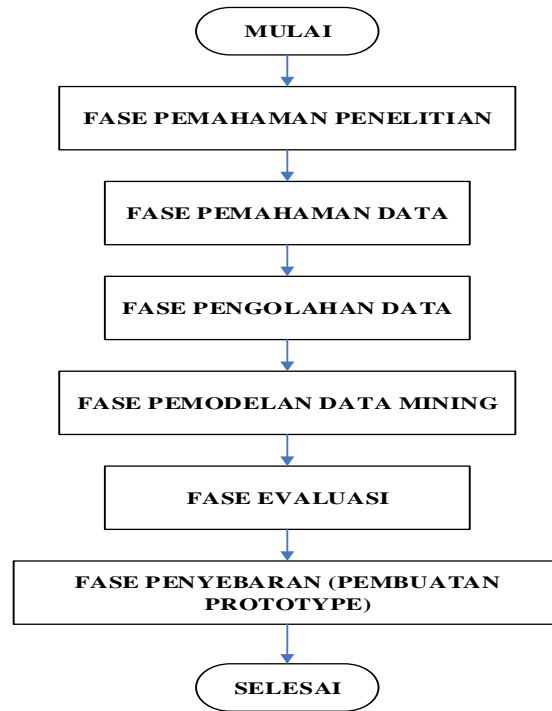 MULAI
FASE PEMAHAMAN PENELITIAN
FASE PEMAHAMAN DATA
FASE PENGOLAHAN DATA
FASE PEMODELAN DATA MINING
FASE EVALUASI
FASE PENYEBARAN (PEMBUATAN
PROTOTYPE)
SELESAI